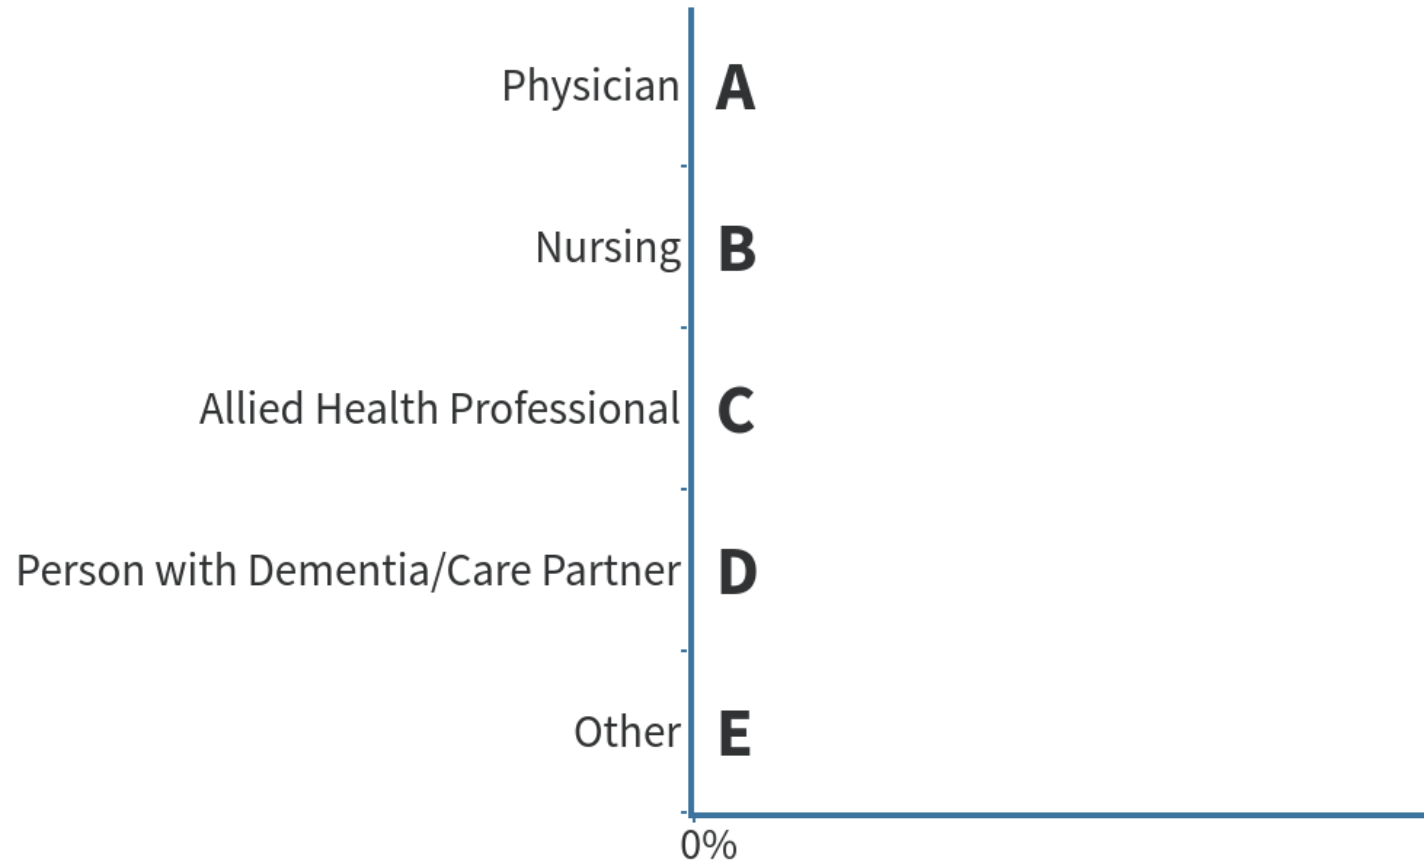 Physician A
Nursing B
Allied Health Professional C
Person with Dementia/Care Partner D
Other E
0%